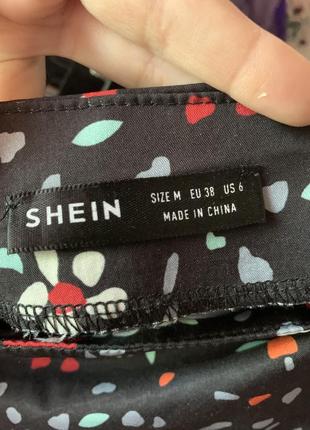 SHEIN
SIZE M EU 38 US 6
MADE IN CHINA